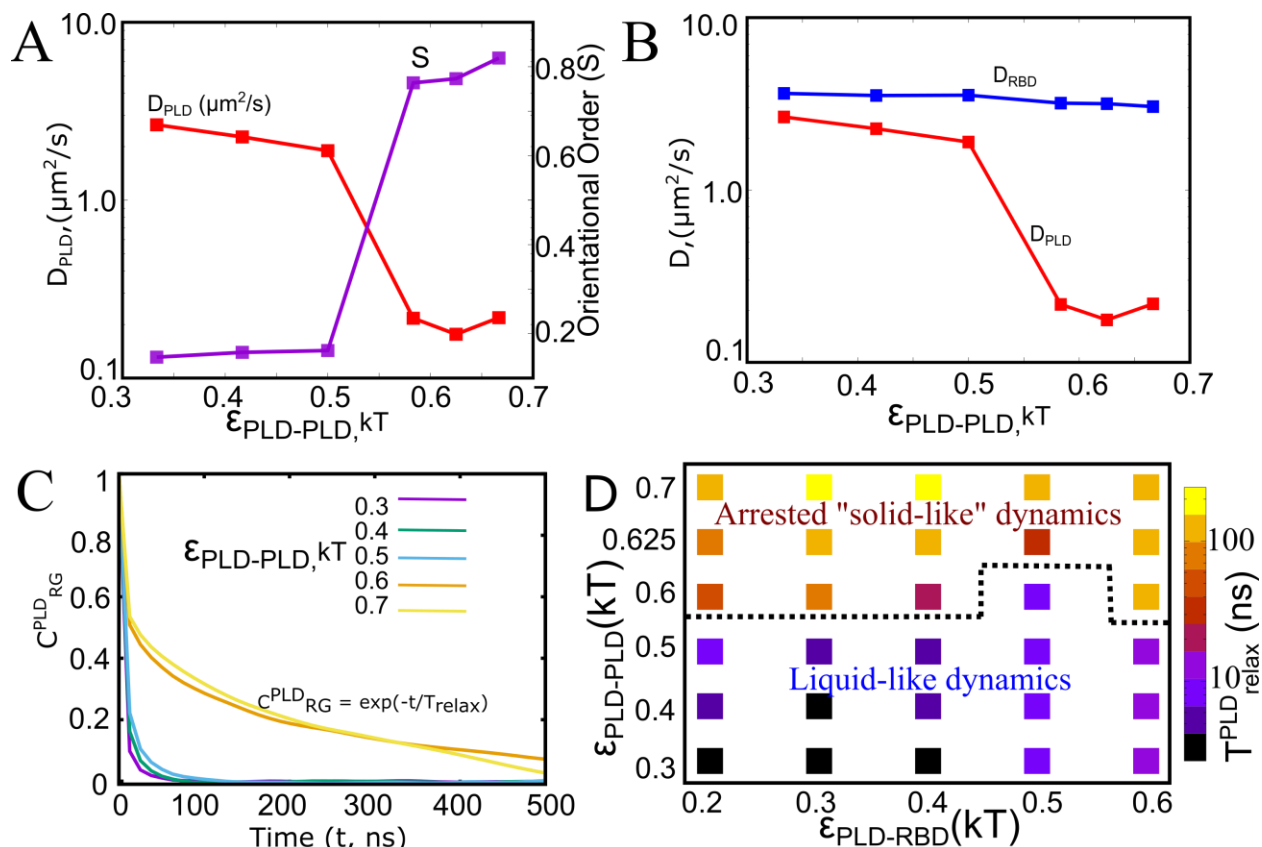 A
10.0
1.0
0.1
D_PLD,(μm²/s)
D_PLD (μm²/s)
S
0.8
0.6
0.4
0.2
Orientational Order (S)
0.3 0.4 0.5 0.6 0.7
ε_PLD-PLD,kT
B
10.0
1.0
0.1
D,(μm²/s)
D_RBD
D_PLD
0.3 0.4 0.5 0.6 0.7
ε_PLD-PLD,kT
C
1
0.8
0.6
0.4
0.2
0
C^PLD_RG
ε_PLD-PLD,kT
0.3
0.4
0.5
0.6
0.7
C^PLD_RG = exp(-t/T_relax)
0 100 200 300 400 500
Time (t, ns)
D
0.7
0.625
0.6
0.5
0.4
0.3
ε_PLD-PLD(kT)
Arrested "solid-like" dynamics
Liquid-like dynamics
0.2 0.3 0.4 0.5 0.6
ε_PLD-RBD(kT)
100
10
T^PLD_relax (ns)